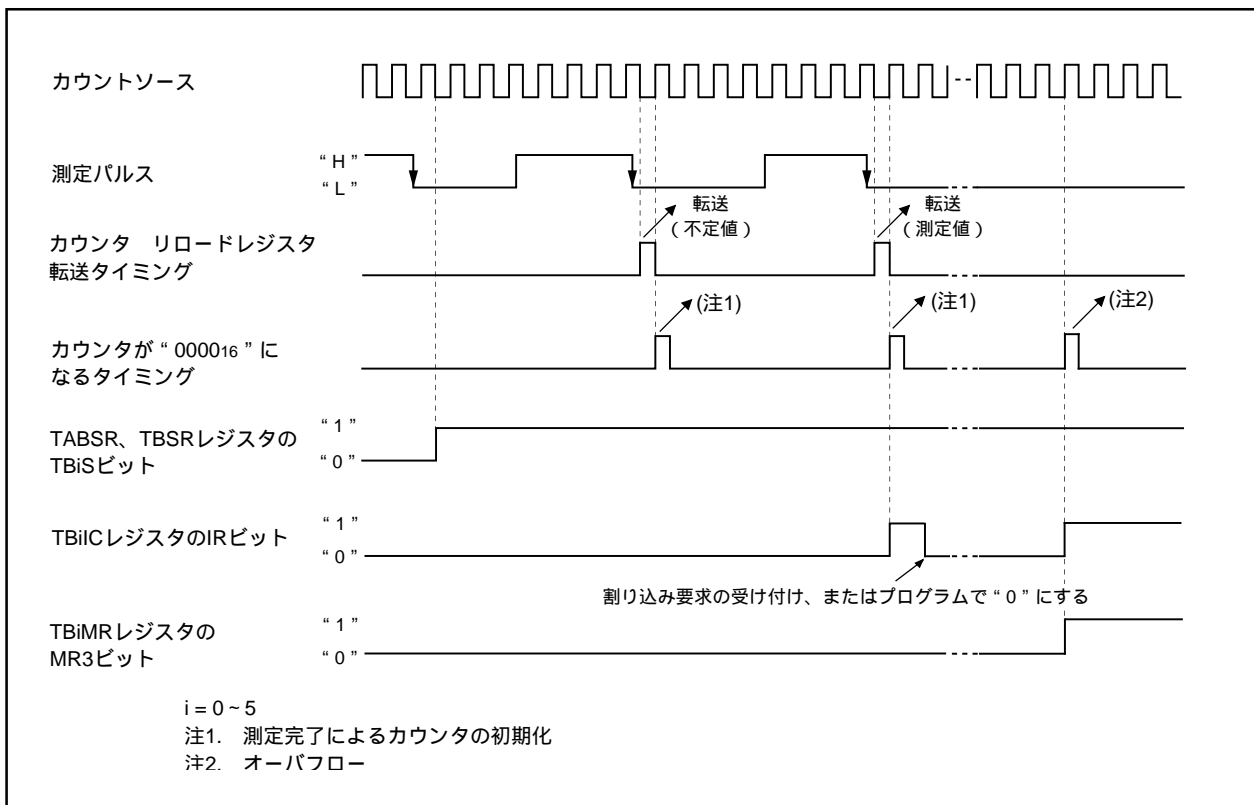 カウントソース
測定パルス
“ H ”
“ L ”
転送
( 不定値 )
転送
( 測定値 )
カウンタ　リロードレジスタ
転送タイミング
(注1)
(注1)
(注2)
カウンタが “ 000016 ” に
なるタイミング
TABSR、TBSRレジスタの
TBiSビット
“ 1 ”
“ 0 ”
TBiICレジスタのIRビット
“ 1 ”
“ 0 ”
割り込み要求の受け付け、またはプログラムで “ 0 ” にする
TBiMRレジスタの
MR3ビット
“ 1 ”
“ 0 ”
i = 0 ~ 5
注1.　測定完了によるカウンタの初期化
注2.　オーバフロー